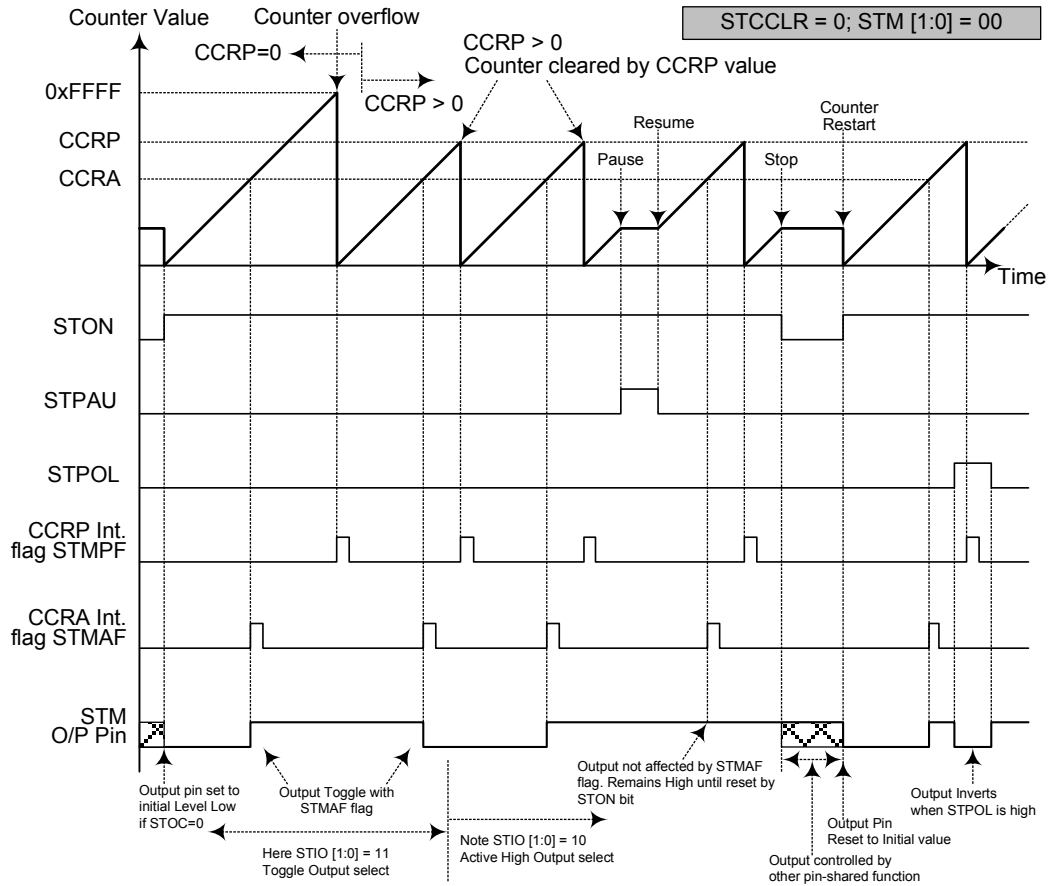 Counter Value
Counter overflow
STCCLR = 0; STM [1:0] = 00
CCRP=0
CCRP > 0
CCRP > 0
Counter cleared by CCRP value
0xFFFF
CCRP
CCRA
Pause
Resume
Stop
Counter
Restart
Time
STON
STPAU
STPOL
CCRP Int.
flag STMPF
CCRA Int.
flag STMAF
STM
O/P Pin
Output pin set to
initial Level Low
if STOC=0
Output Toggle with
STMAF flag
Here STIO [1:0] = 11
Toggle Output select
Note STIO [1:0] = 10
Active High Output select
Output not affected by STMAF
flag. Remains High until reset by
STON bit
Output controlled by
other pin-shared function
Output Pin
Reset to Initial value
Output Inverts
when STPOL is high